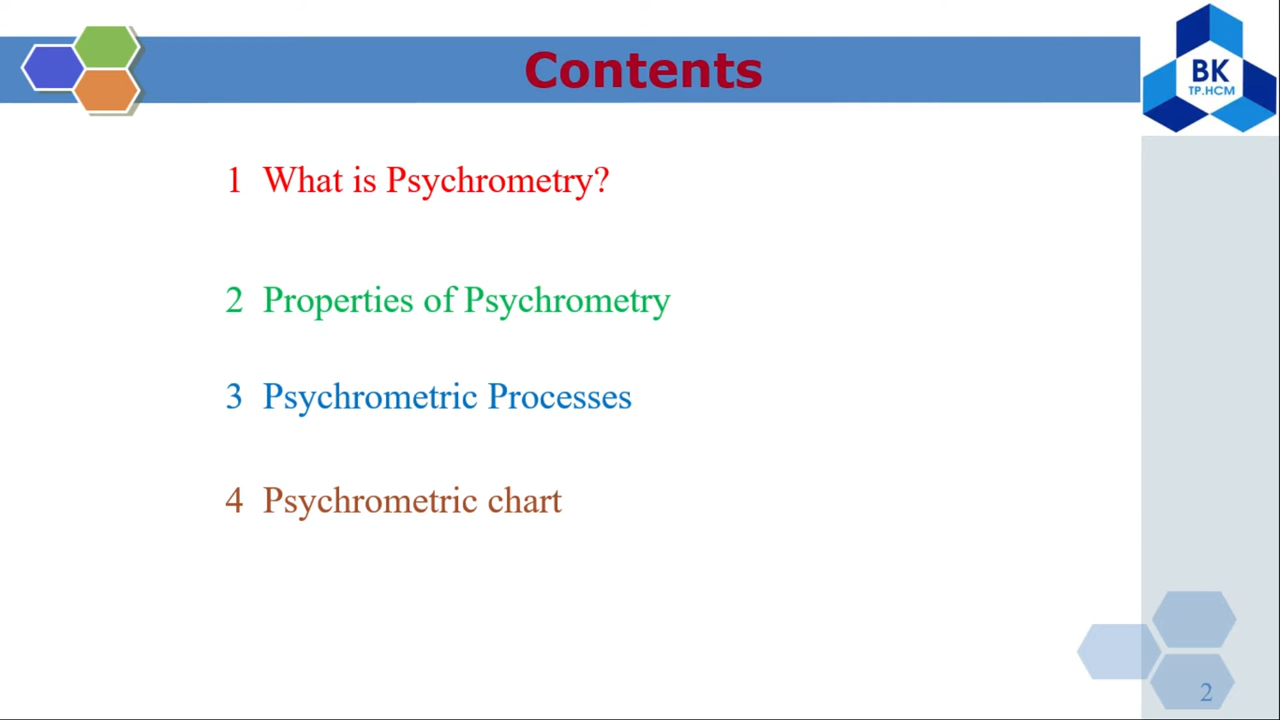 Contents
BK
TP.HCM
1 What is Psychrometry?
2 Properties of Psychrometry
3 Psychrometric Processes
4 Psychrometric chart
2